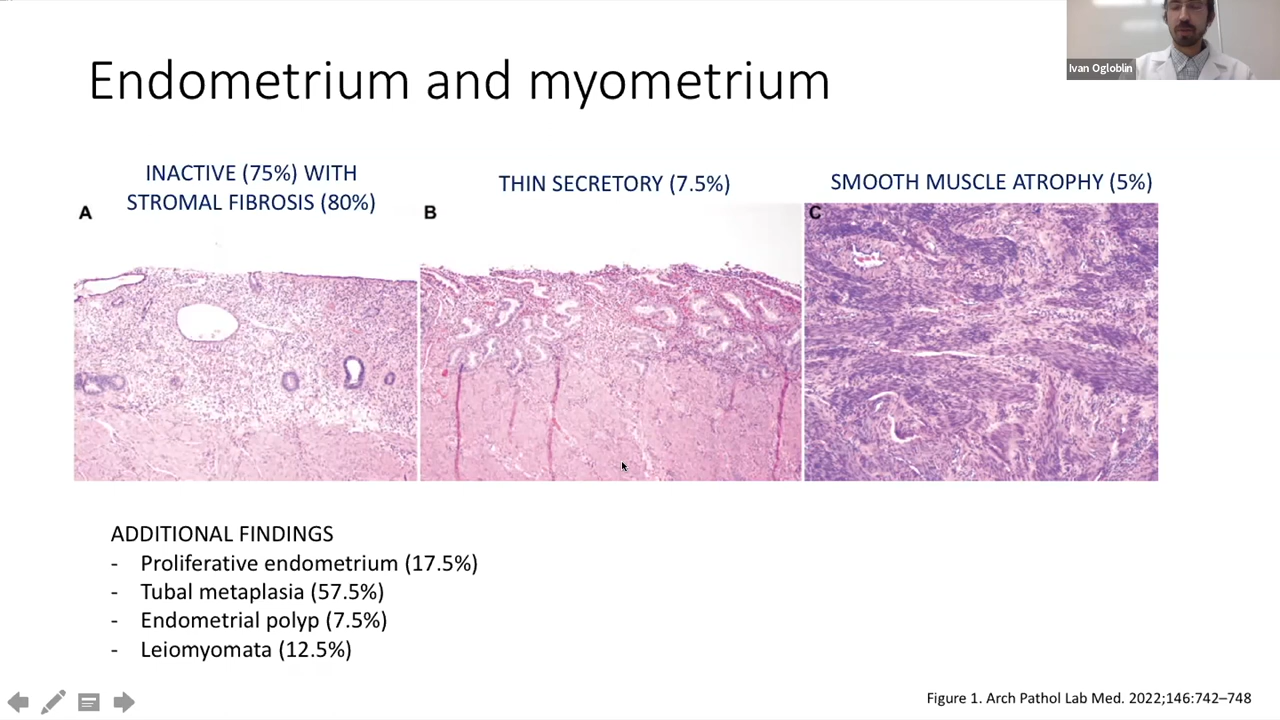 Ivan Ogloblin
Endometrium and myometrium
INACTIVE (75%) WITH
STROMAL FIBROSIS (80%)
THIN SECRETORY (7.5%)
SMOOTH MUSCLE ATROPHY (5%)
A
B
C
ADDITIONAL FINDINGS
- Proliferative endometrium (17.5%)
- Tubal metaplasia (57.5%)
- Endometrial polyp (7.5%)
- Leiomyomata (12.5%)
Figure 1. Arch Pathol Lab Med. 2022;146:742–748